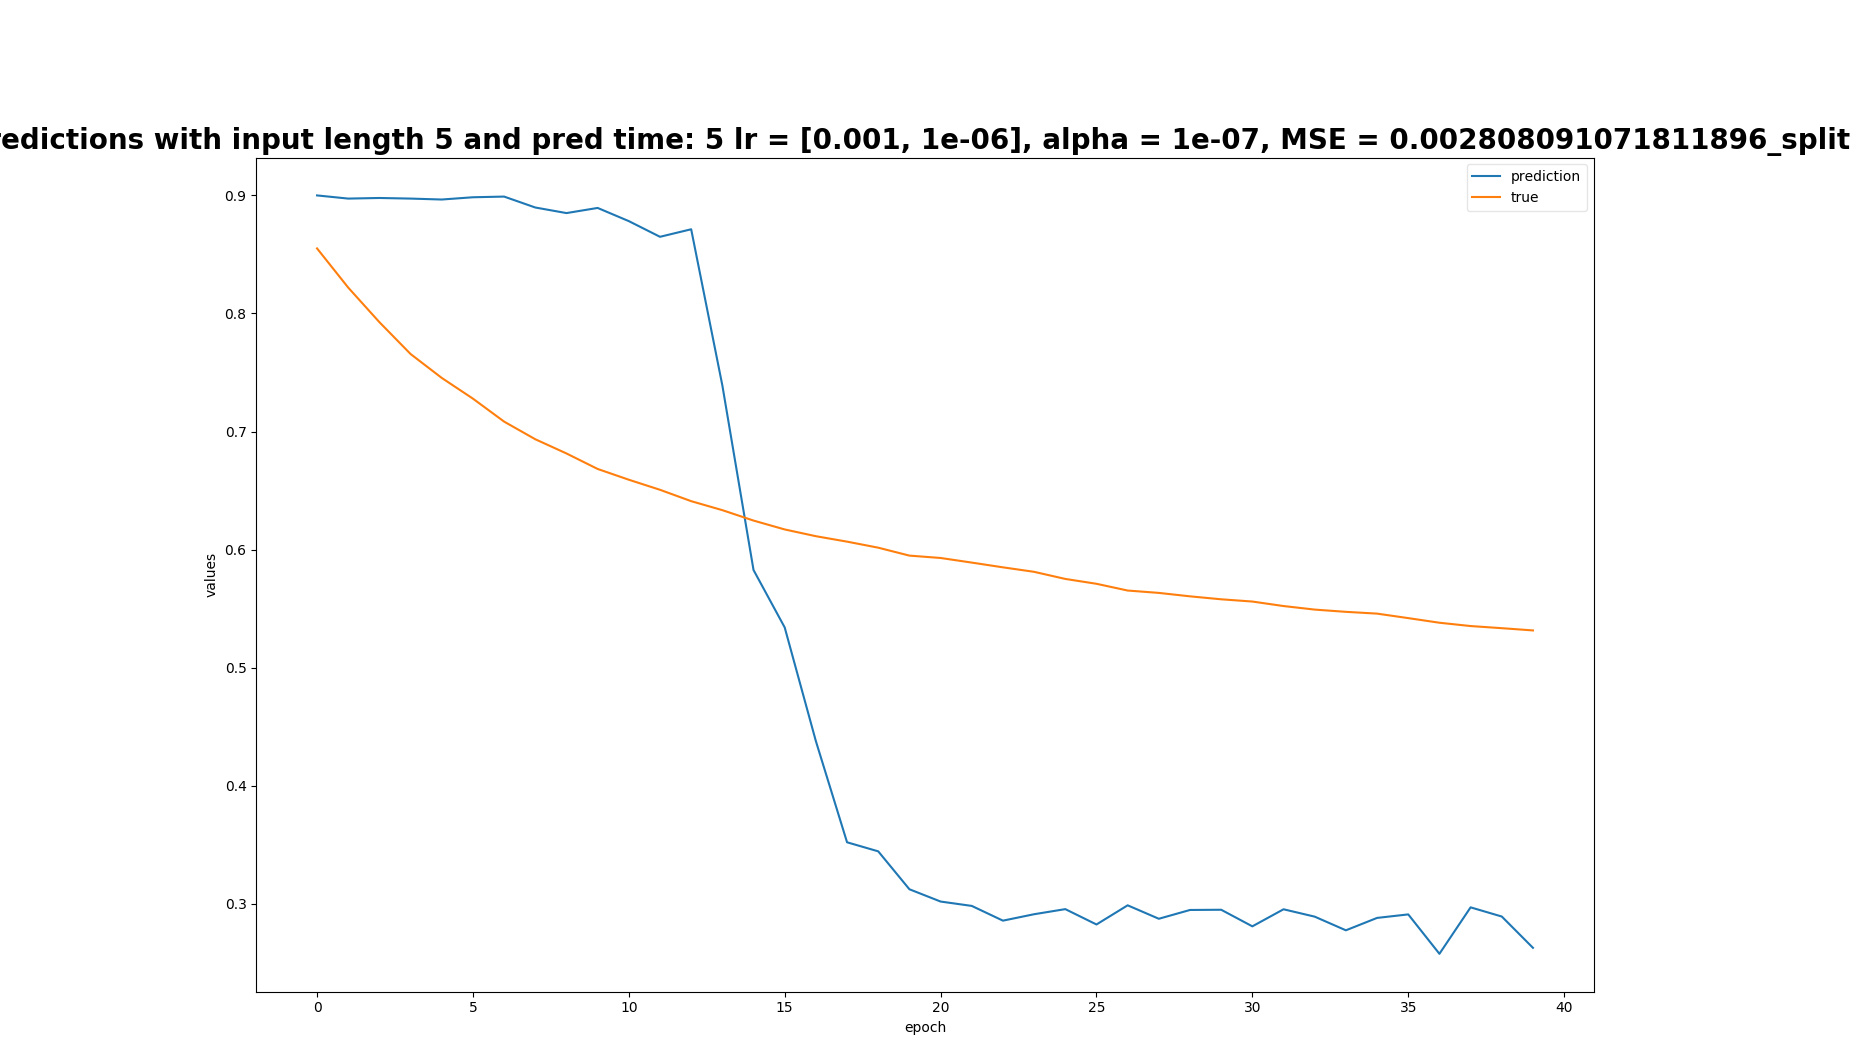 redictions with input length 5 and pred time: 5 lr = [0.001, 1e-06], alpha = 1e-07, MSE = 0.002808091071811896_split
prediction
true
0.9
0.8
0.7
0.6
0.5
0.4
0.3
values
0 5 10 15 20 25 30 35 40
epoch